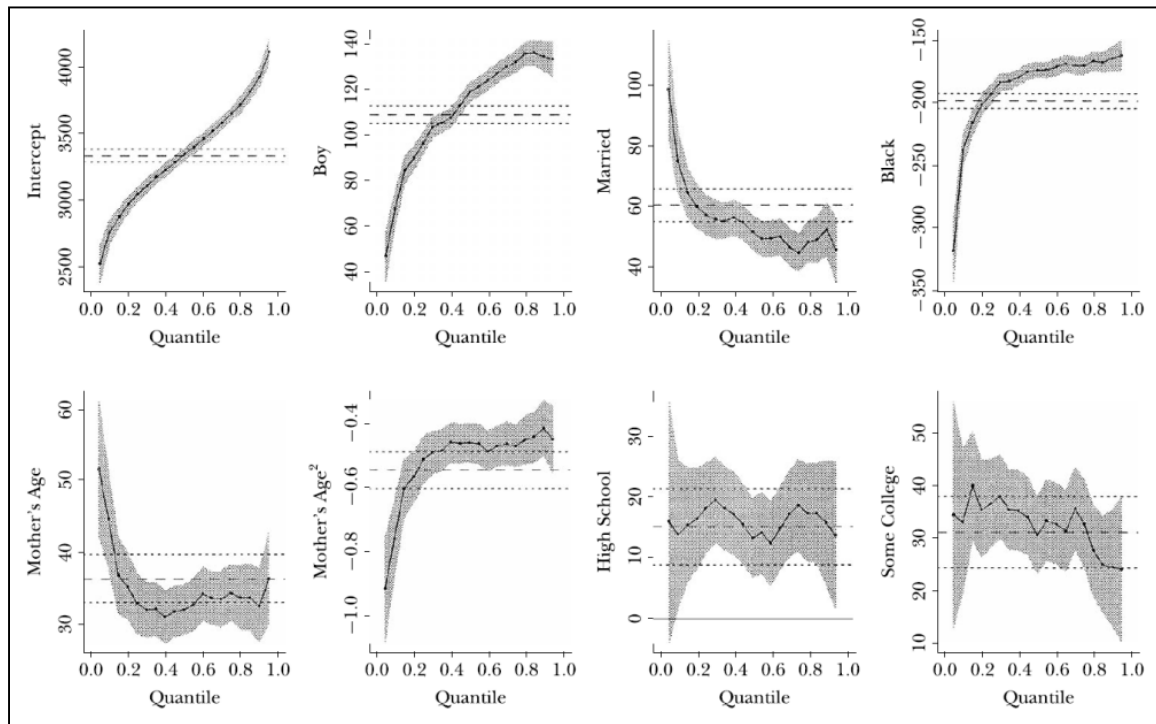 Intercept
4000
3500
3000
2500
0.0 0.2 0.4 0.6 0.8 1.0
Quantile
Boy
140
120
100
80
60
40
0.0 0.2 0.4 0.6 0.8 1.0
Quantile
Married
100
80
60
40
0.0 0.2 0.4 0.6 0.8 1.0
Quantile
Black
−150
−200
−250
−300
−350
0.0 0.2 0.4 0.6 0.8 1.0
Quantile
Mother's Age
60
50
40
30
0.0 0.2 0.4 0.6 0.8 1.0
Quantile
Mother's Age²
−0.4
−0.6
−0.8
−1.0
0.0 0.2 0.4 0.6 0.8 1.0
Quantile
High School
30
20
10
0
0.0 0.2 0.4 0.6 0.8 1.0
Quantile
Some College
50
40
30
20
10
0.0 0.2 0.4 0.6 0.8 1.0
Quantile